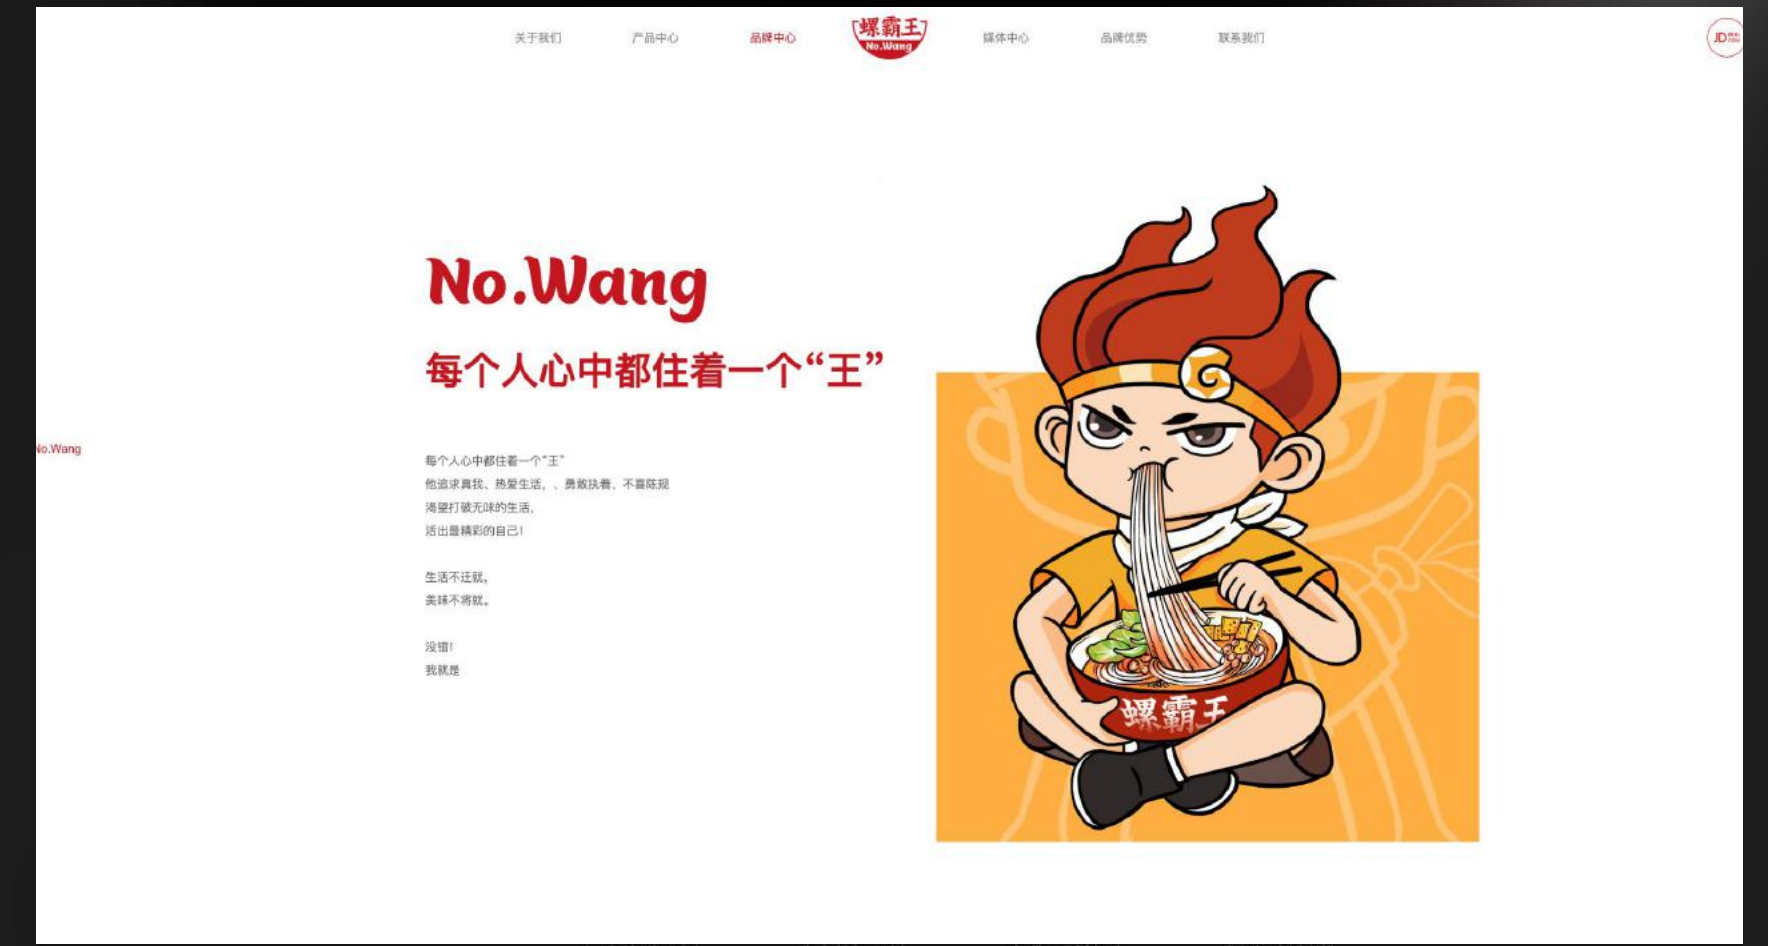 关于我们
产品中心
品牌中心
螺霸王
No.Wang
媒体中心
品牌优势
联系我们
JD
No.Wang
每个人心中都住着一个“王”
No.Wang
每个人心中都住着一个“王”
他追求真我、热爱生活，、勇敢执着、不喜陈规
渴望打破无味的生活，
活出最精彩的自己！
生活不迁就，
美味不将就。
没错！
我就是
螺霸王